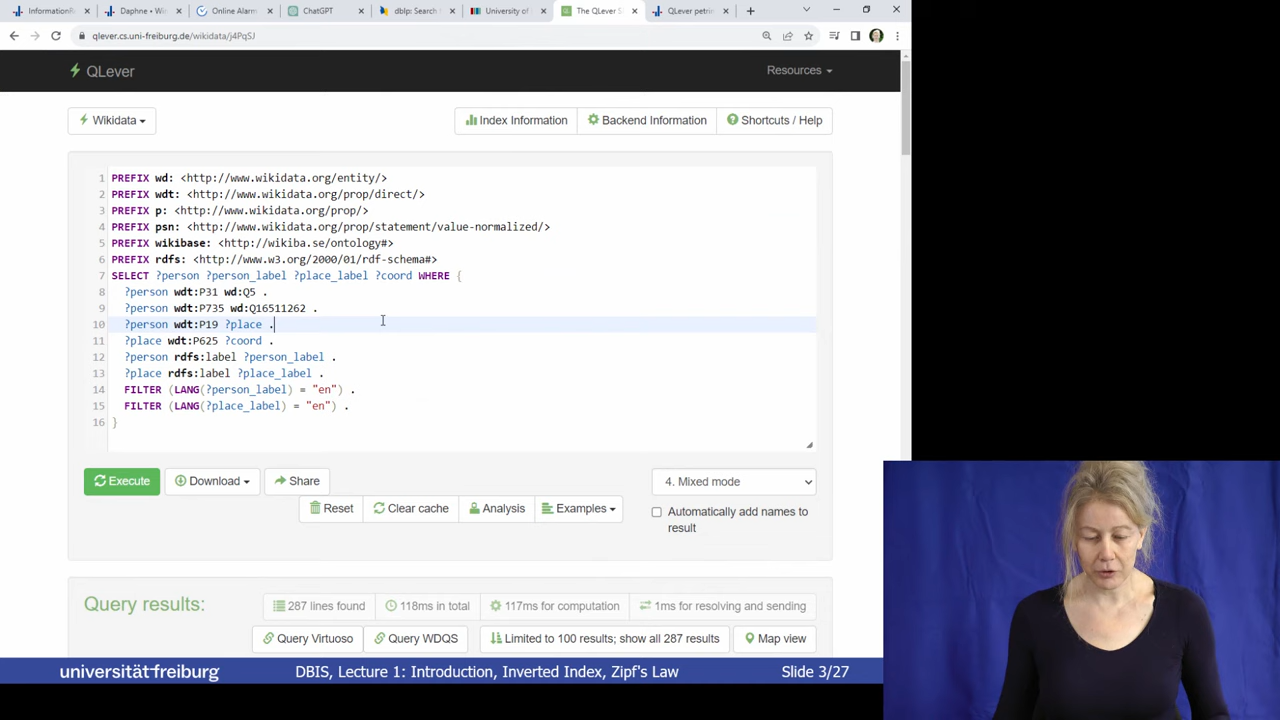 InformationRe
Daphne • Wi
Online Alarm
ChatGPT
dblp: Search
University of
The QLever S
QLever petri
qlever.cs.uni-freiburg.de/wikidata/j4PqSJ
QLever
Resources
Wikidata
Index Information
Backend Information
Shortcuts / Help
1 PREFIX wd: <http://www.wikidata.org/entity/>
2 PREFIX wdt: <http://www.wikidata.org/prop/direct/>
3 PREFIX p: <http://www.wikidata.org/prop/>
4 PREFIX psn: <http://www.wikidata.org/prop/statement/value-normalized/>
5 PREFIX wikibase: <http://wikiba.se/ontology#>
6 PREFIX rdfs: <http://www.w3.org/2000/01/rdf-schema#>
7 SELECT ?person ?person_label ?place_label ?coord WHERE {
8 ?person wdt:P31 wd:Q5 .
9 ?person wdt:P735 wd:Q16511262 .
10 ?person wdt:P19 ?place .
11 ?place wdt:P625 ?coord .
12 ?person rdfs:label ?person_label .
13 ?place rdfs:label ?place_label .
14 FILTER (LANG(?person_label) = "en") .
15 FILTER (LANG(?place_label) = "en") .
16 }
Execute
Download
Share
4. Mixed mode
Reset
Clear cache
Analysis
Examples
Automatically add names to
result
Query results:
287 lines found
118ms in total
117ms for computation
1ms for resolving and sending
Query Virtuoso
Query WDQS
Limited to 100 results; show all 287 results
Map view
universität freiburg
DBIS, Lecture 1: Introduction, Inverted Index, Zipf's Law
Slide 3/27